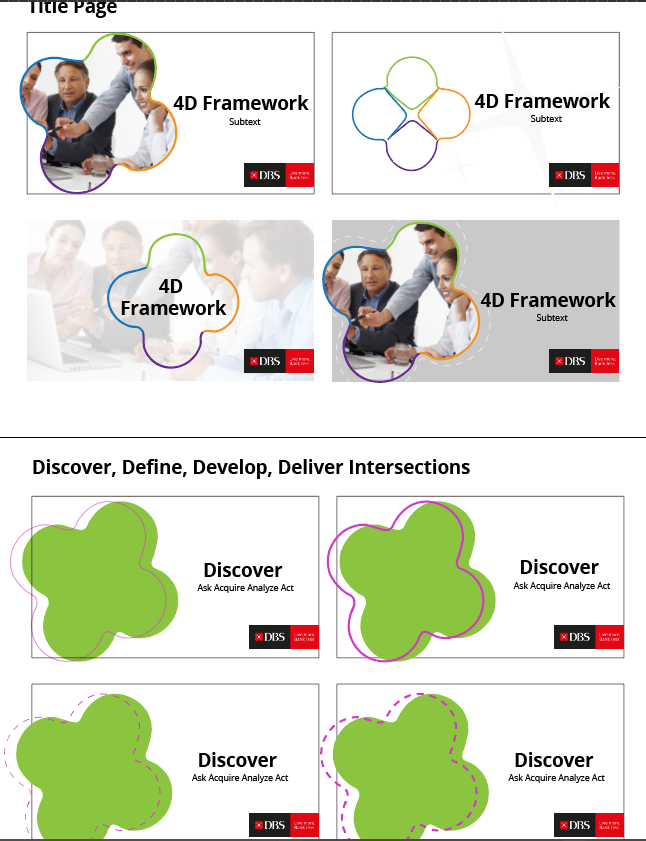 Title Page
4D Framework
Subtext
DBS
Live more,
Bank less
4D Framework
Subtext
DBS
Live more,
Bank less
4D
Framework
DBS
Live more,
Bank less
4D Framework
Subtext
DBS
Live more,
Bank less
Discover, Define, Develop, Deliver Intersections
Discover
Ask Acquire Analyze Act
DBS
Live more,
Bank less
Discover
Ask Acquire Analyze Act
DBS
Live more,
Bank less
Discover
Ask Acquire Analyze Act
DBS
Live more,
Bank less
Discover
Ask Acquire Analyze Act
DBS
Live more,
Bank less